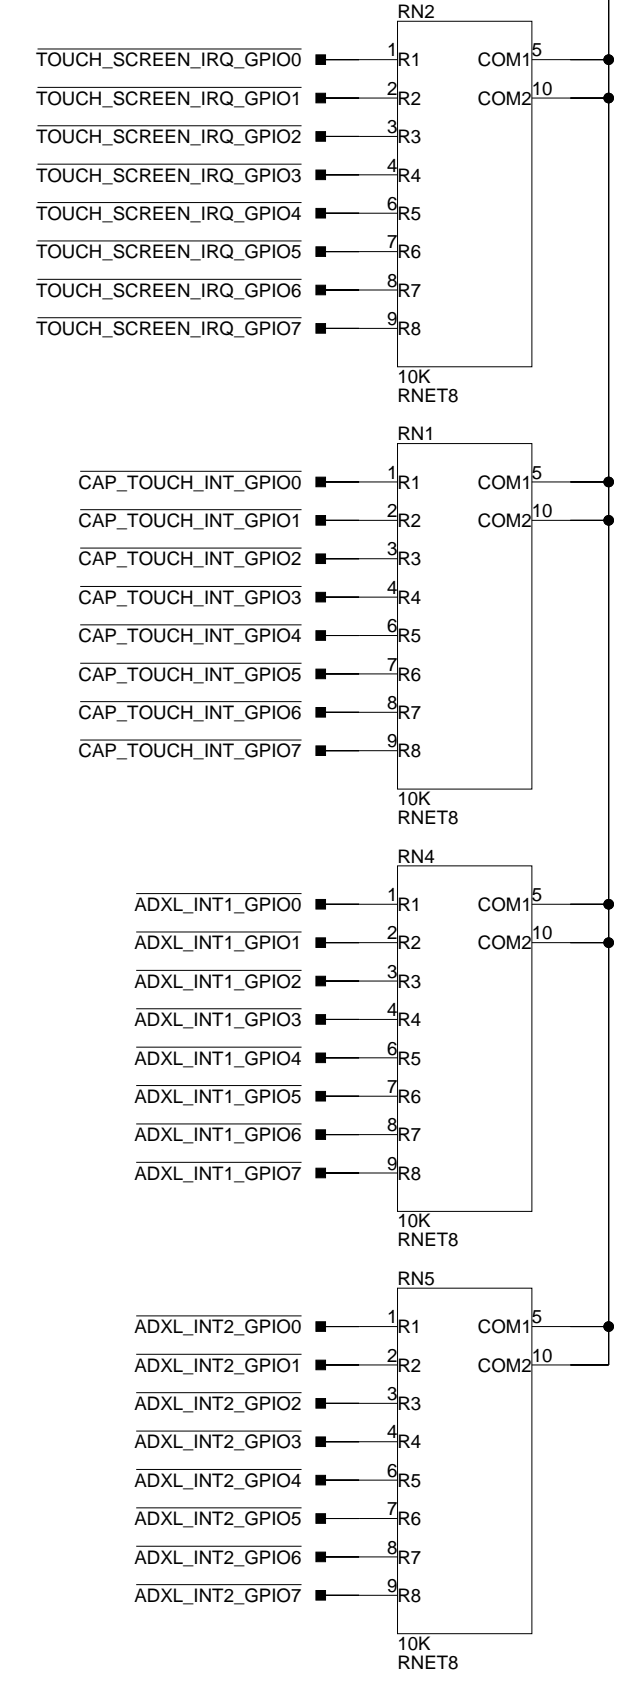 RN2
TOUCH_SCREEN_IRQ_GPIO0 1 R1 COM1 5
TOUCH_SCREEN_IRQ_GPIO1 2 R2 COM2 10
TOUCH_SCREEN_IRQ_GPIO2 3 R3
TOUCH_SCREEN_IRQ_GPIO3 4 R4
TOUCH_SCREEN_IRQ_GPIO4 6 R5
TOUCH_SCREEN_IRQ_GPIO5 7 R6
TOUCH_SCREEN_IRQ_GPIO6 8 R7
TOUCH_SCREEN_IRQ_GPIO7 9 R8
10K
RNET8
RN1
CAP_TOUCH_INT_GPIO0 1 R1 COM1 5
CAP_TOUCH_INT_GPIO1 2 R2 COM2 10
CAP_TOUCH_INT_GPIO2 3 R3
CAP_TOUCH_INT_GPIO3 4 R4
CAP_TOUCH_INT_GPIO4 6 R5
CAP_TOUCH_INT_GPIO5 7 R6
CAP_TOUCH_INT_GPIO6 8 R7
CAP_TOUCH_INT_GPIO7 9 R8
10K
RNET8
RN4
ADXL_INT1_GPIO0 1 R1 COM1 5
ADXL_INT1_GPIO1 2 R2 COM2 10
ADXL_INT1_GPIO2 3 R3
ADXL_INT1_GPIO3 4 R4
ADXL_INT1_GPIO4 6 R5
ADXL_INT1_GPIO5 7 R6
ADXL_INT1_GPIO6 8 R7
ADXL_INT1_GPIO7 9 R8
10K
RNET8
RN5
ADXL_INT2_GPIO0 1 R1 COM1 5
ADXL_INT2_GPIO1 2 R2 COM2 10
ADXL_INT2_GPIO2 3 R3
ADXL_INT2_GPIO3 4 R4
ADXL_INT2_GPIO4 6 R5
ADXL_INT2_GPIO5 7 R6
ADXL_INT2_GPIO6 8 R7
ADXL_INT2_GPIO7 9 R8
10K
RNET8